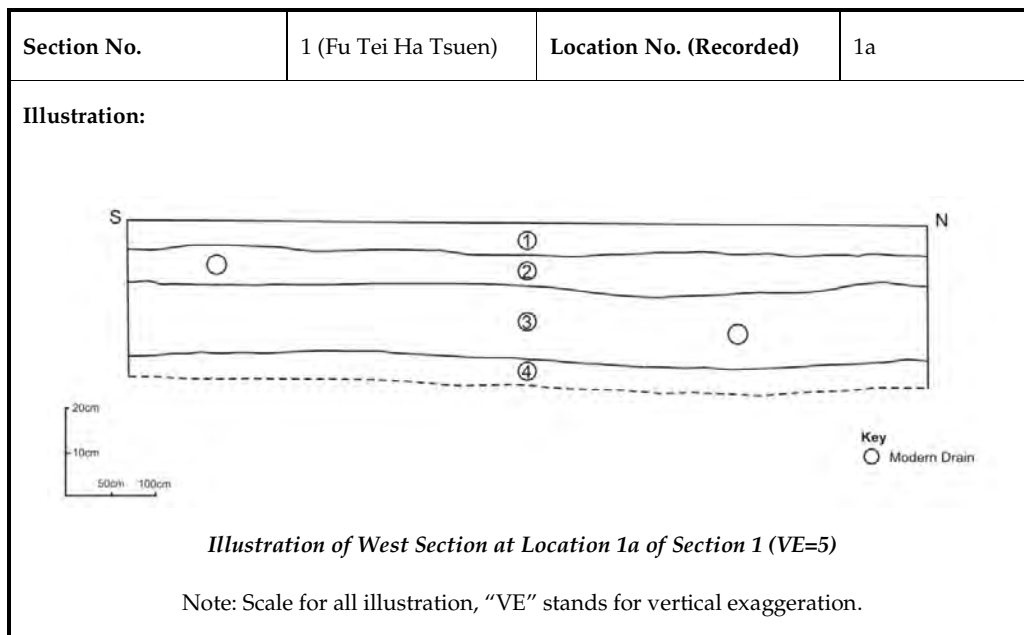 Section No. 1 (Fu Tei Ha Tsuen) Location No. (Recorded) 1a
Illustration:
S N
①
②
③
④
20cm
10cm
50cm 100cm
Key
Modern Drain
Illustration of West Section at Location 1a of Section 1 (VE=5)
Note: Scale for all illustration, “VE” stands for vertical exaggeration.